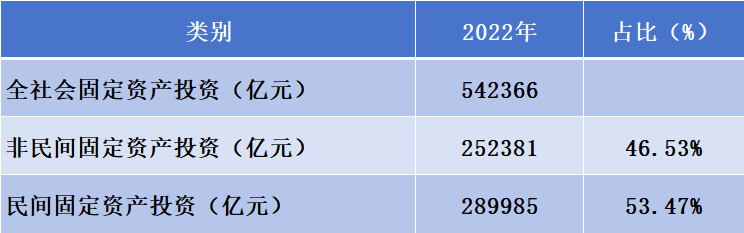 类别 2022年 占比（%）
全社会固定资产投资（亿元） 542366
非民间固定资产投资（亿元） 252381 46.53%
民间固定资产投资（亿元） 289985 53.47%